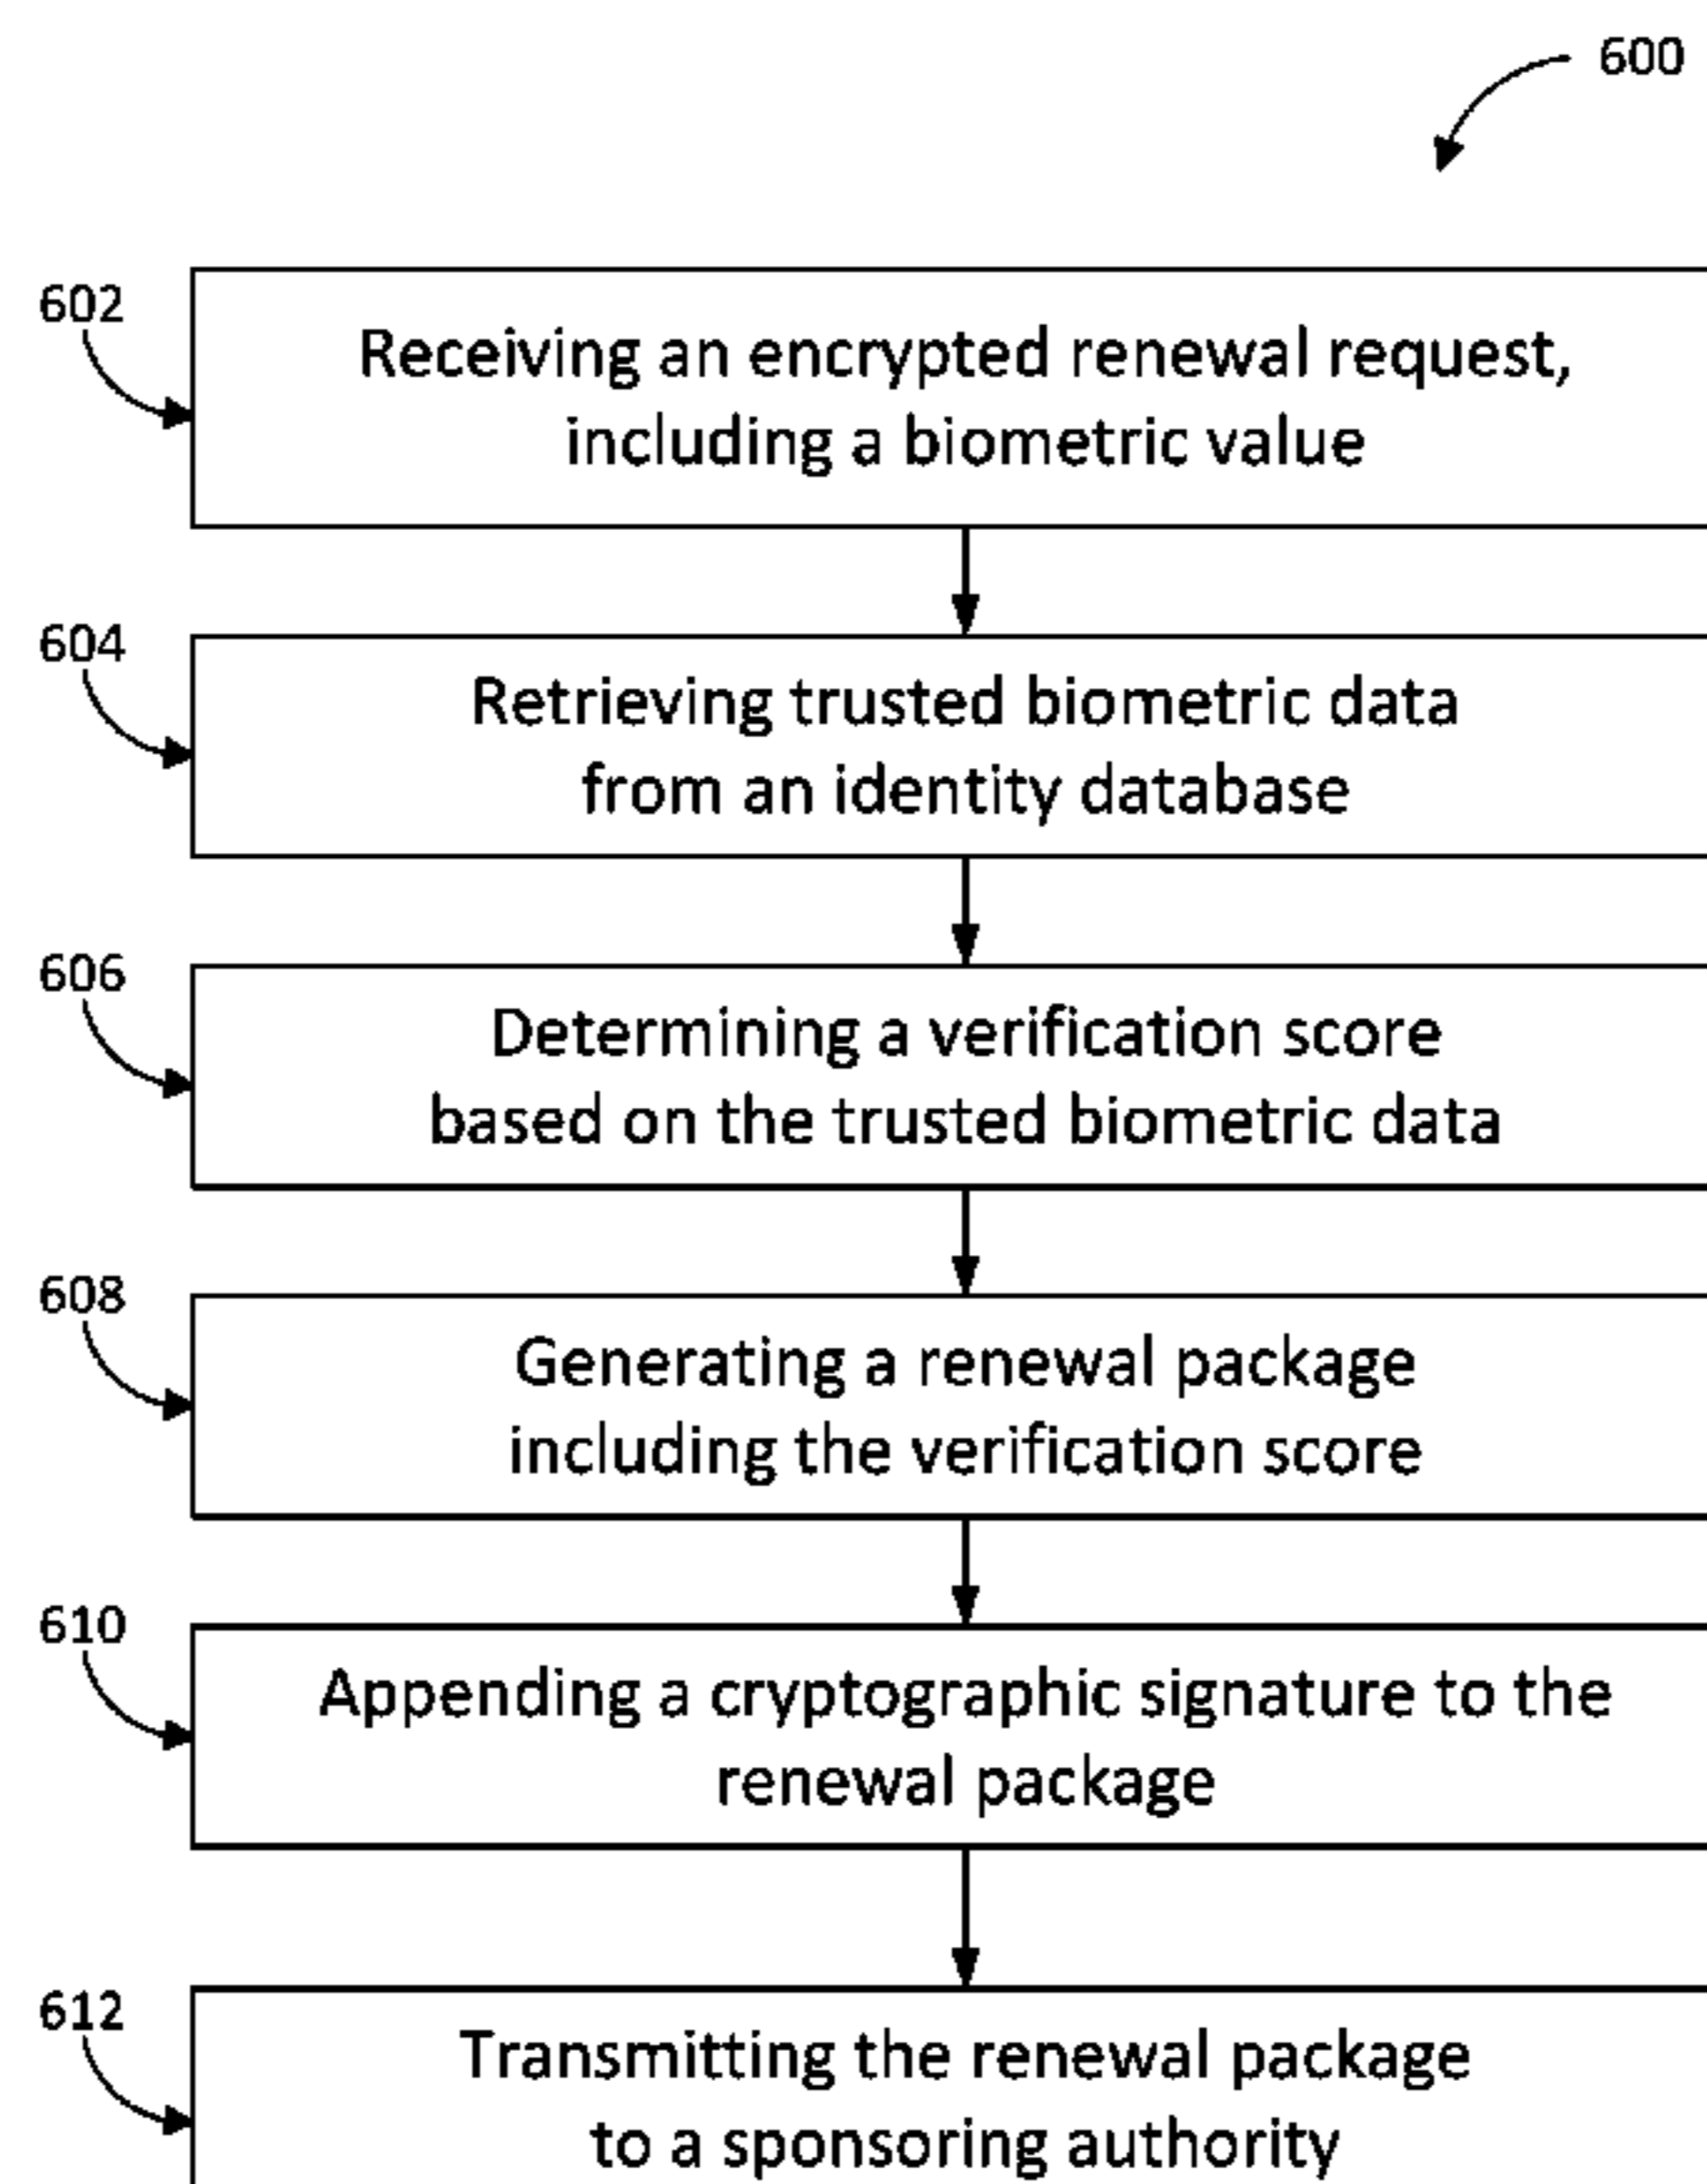 600
602
Receiving an encrypted renewal request,
including a biometric value
604
Retrieving trusted biometric data
from an identity database
606
Determining a verification score
based on the trusted biometric data
608
Generating a renewal package
including the verification score
610
Appending a cryptographic signature to the
renewal package
612
Transmitting the renewal package
to a sponsoring authority